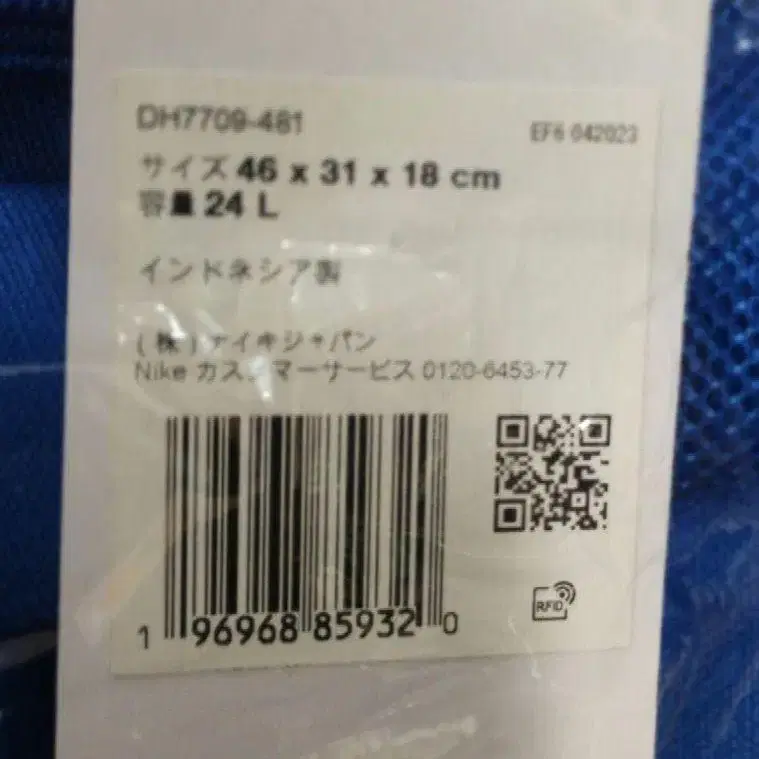 DH7709-481
EF6 042023
サイズ 46 x 31 x 18 cm
容量 24 L
インドネシア製
(株)ナイキジャパン
Nike カスタマーサービス 0120-6453-77
1 96968 85932 0
RFID